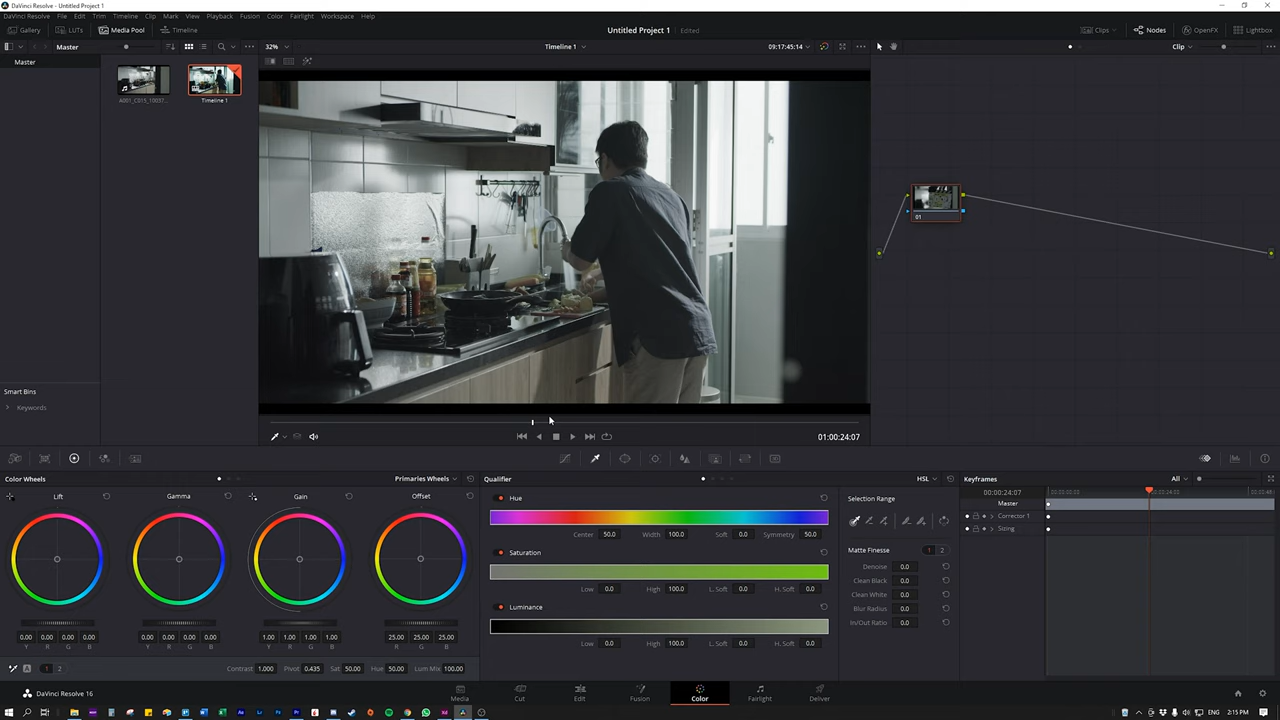 DaVinci Resolve - Untitled Project 1
DaVinci Resolve File Edit Trim Timeline Clip Mark View Playback Fusion Color Fairlight Workspace Help
Gallery LUTs Media Pool Timeline Untitled Project 1 Edited Clips Nodes OpenFX Lightbox
Master 32% Timeline 1 09:17:45:14 Clip
Master
A001_C015_10037... Timeline 1
01
Smart Bins
Keywords
01:00:24:07
Color Wheels Primaries Wheels Qualifier HSL Keyframes All
Lift Gamma Gain Offset Hue Selection Range 00:00:24:07
Master
Corrector 1
Sizing
Center 50.0 Width 100.0 Soft 0.0 Symmetry 50.0
Saturation Matte Finesse 1 2
Denoise 0.0
Clean Black 0.0
Low 0.0 High 100.0 L. Soft 0.0 H. Soft 0.0
Clean White 0.0
Luminance Blur Radius 0.0
In/Out Ratio 0.0
0.00 0.00 0.00 0.00 0.00 0.00 0.00 0.00 1.00 1.00 1.00 1.00 25.00 25.00 25.00
Y R G B Y R G B Y R G B R G B
Low 0.0 High 100.0 L. Soft 0.0 H. Soft 0.0
A 1 2 Contrast 1.000 Pivot 0.435 Sat 50.00 Hue 50.00 Lum Mix 100.00
DaVinci Resolve 16 Media Cut Edit Fusion Color Fairlight Deliver
ENG 2:15 PM